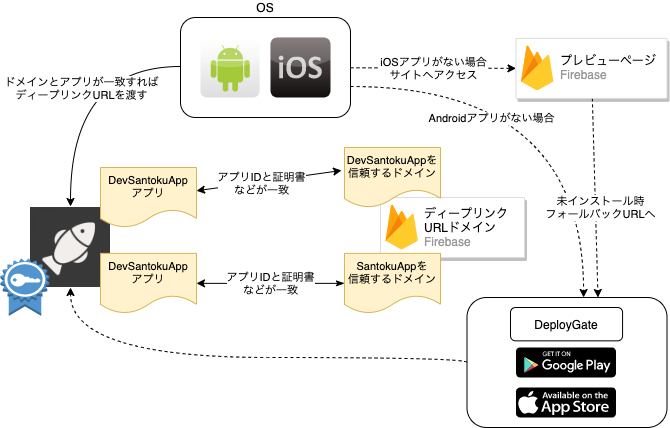 OS
iOS
iOSアプリがない場合
サイトへアクセス
プレビューページ
Firebase
ドメインとアプリが一致すれば
ディープリンクURLを渡す
Androidアプリがない場合
DevSantokuApp
アプリ
アプリIDと証明書
などが一致
DevSantokuAppを
信頼するドメイン
ディープリンク
URLドメイン
Firebase
未インストール時
フォールバックURLへ
DevSantokuApp
アプリ
アプリIDと証明書
などが一致
SantokuAppを
信頼するドメイン
DeployGate
GET IT ON
Google Play
Available on the
App Store